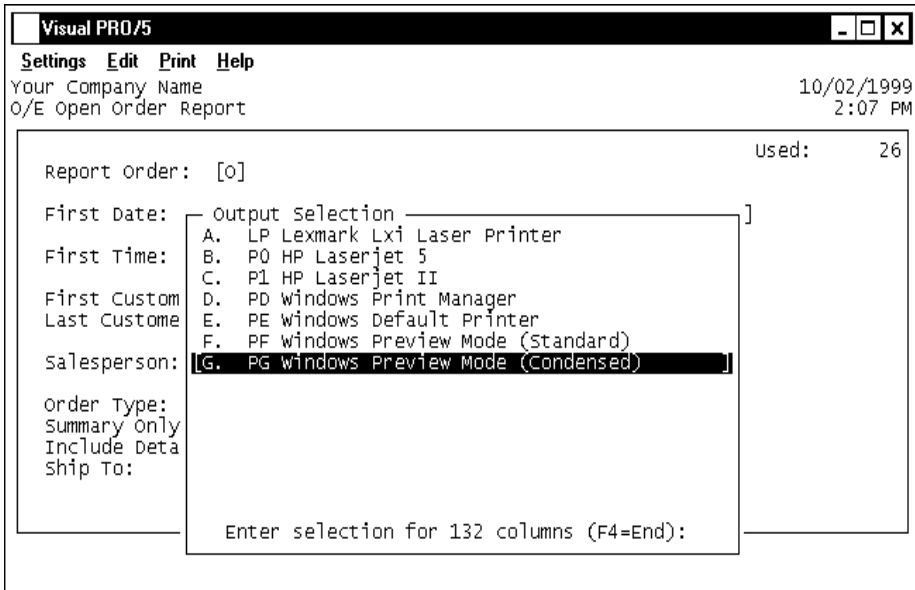 Visual PRO/5
Settings Edit Print Help
Your Company Name 10/02/1999
O/E Open Order Report 2:07 PM
Used: 26
Report Order: [O]
First Date: ]
First Time:
First Custom
Last Custome
Salesperson:
Order Type:
Summary Only
Include Deta
Ship To:
Output Selection
A. LP Lexmark Lxi Laser Printer
B. P0 HP Laserjet 5
C. P1 HP Laserjet II
D. PD Windows Print Manager
E. PE Windows Default Printer
F. PF Windows Preview Mode (Standard)
[G. PG Windows Preview Mode (Condensed) ]
Enter selection for 132 columns (F4=End):